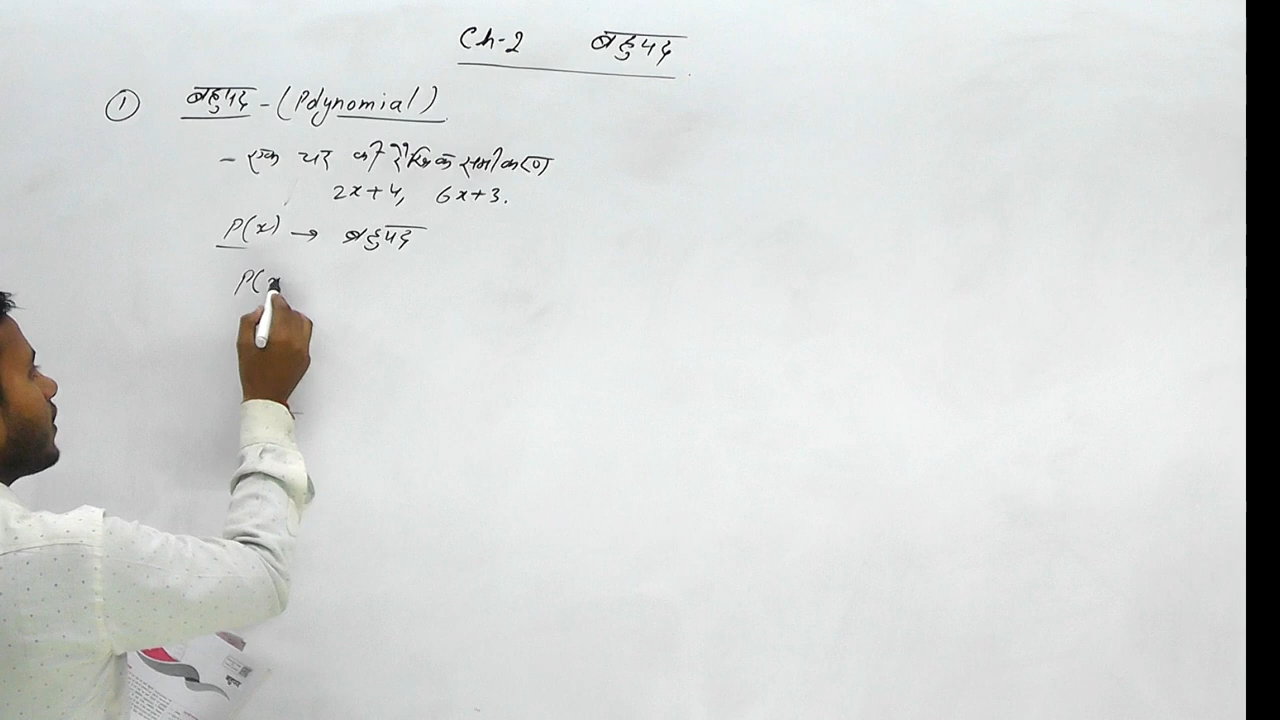 Ch-2 बहुपद
① बहुपद - (Polynomial)
- एक चर की रैखिक समीकरण
2x+4, 6x+3.
P(x) → बहुपद
P(x